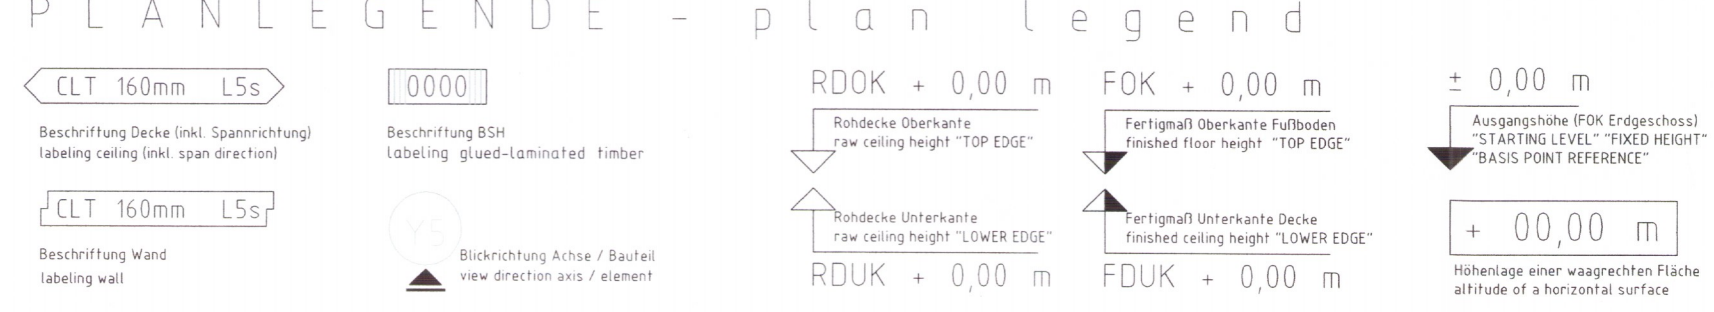 PLANLEGENDE - plan legend
CLT 160mm L5s
Beschriftung Decke (inkl. Spannrichtung)
labeling ceiling (inkl. span direction)
CLT 160mm L5s
Beschriftung Wand
labeling wall
0000
Beschriftung BSH
labeling glued-laminated timber
Y5
Blickrichtung Achse / Bauteil
view direction axis / element
RDOK + 0,00 m
Rohdecke Oberkante
raw ceiling height "TOP EDGE"
Rohdecke Unterkante
raw ceiling height "LOWER EDGE"
RDUK + 0,00 m
FOK + 0,00 m
Fertigmaß Oberkante Fußboden
finished floor height "TOP EDGE"
Fertigmaß Unterkante Decke
finished ceiling height "LOWER EDGE"
FDUK + 0,00 m
± 0,00 m
Ausgangshöhe (FOK Erdgeschoss)
"STARTING LEVEL" "FIXED HEIGHT"
"BASIS POINT REFERENCE"
+ 00,00 m
Höhenlage einer waagrechten Fläche
altitude of a horizontal surface